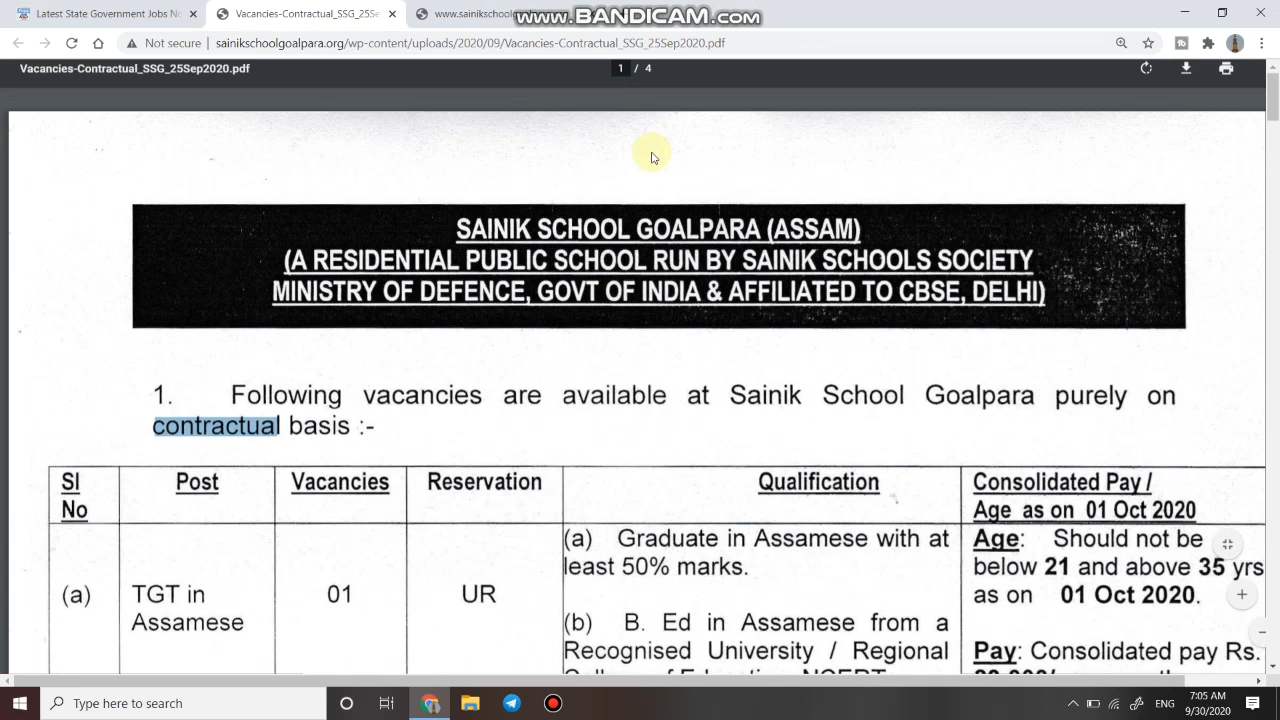 Latest State Government Jobs N
Vacancies-Contractual_SSG_25Se
www.sainikschoolg
www.BANDICAM.com
Not secure
sainikschoolgoalpara.org/wp-content/uploads/2020/09/Vacancies-Contractual_SSG_25Sep2020.pdf
Vacancies-Contractual_SSG_25Sep2020.pdf
1 / 4
SAINIK SCHOOL GOALPARA (ASSAM)
(A RESIDENTIAL PUBLIC SCHOOL RUN BY SAINIK SCHOOLS SOCIETY
MINISTRY OF DEFENCE, GOVT OF INDIA & AFFILIATED TO CBSE, DELHI)
1. Following vacancies are available at Sainik School Goalpara purely on
contractual basis :-
Sl
No
Post
Vacancies
Reservation
Qualification
Consolidated Pay /
Age as on 01 Oct 2020
(a)
TGT in
Assamese
01
UR
(a) Graduate in Assamese with at
least 50% marks.
(b) B. Ed in Assamese from a
Recognised University / Regional
Age: Should not be
below 21 and above 35 yrs
as on 01 Oct 2020.
Pay: Consolidated pay Rs.
Type here to search
ENG
7:05 AM
9/30/2020